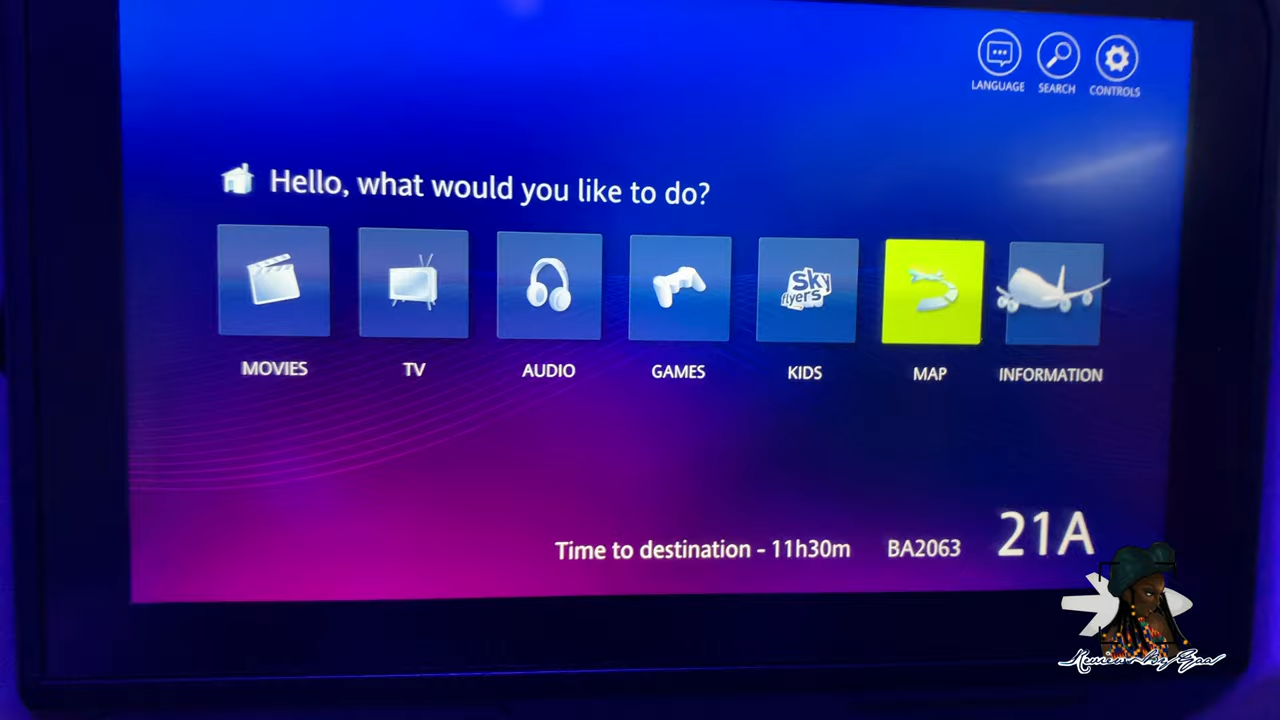 LANGUAGE SEARCH CONTROLS
Hello, what would you like to do?
sky
flyers
MOVIES TV AUDIO GAMES KIDS MAP INFORMATION
Time to destination - 11h30m BA2063 21A